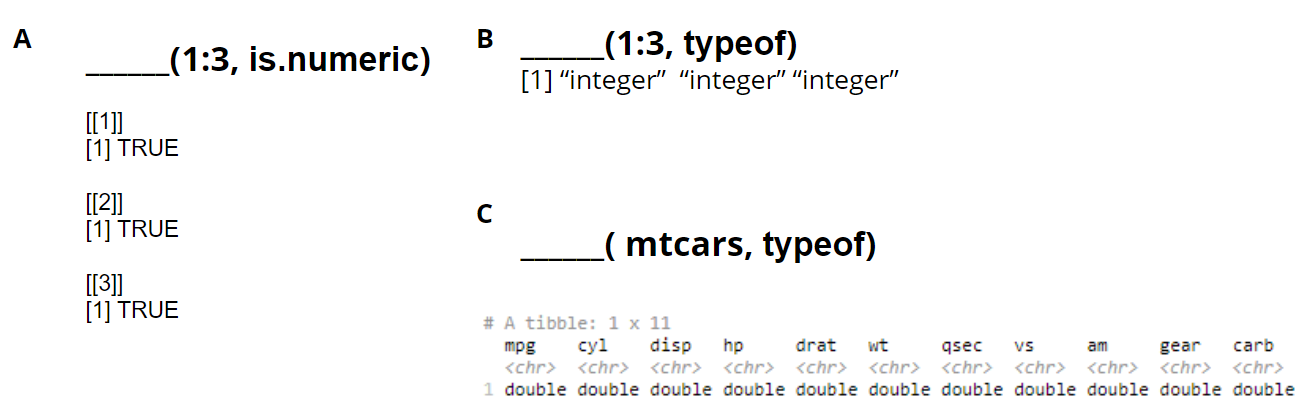 A
______(1:3, is.numeric)
[[1]]
[1] TRUE
[[2]]
[1] TRUE
[[3]]
[1] TRUE
B
______(1:3, typeof)
[1] “integer”  “integer” “integer”
C
______( mtcars, typeof)
# A tibble: 1 x 11
mpg cyl disp hp drat wt qsec vs am gear carb
<chr> <chr> <chr> <chr> <chr> <chr> <chr> <chr> <chr> <chr> <chr>
1 double double double double double double double double double double double